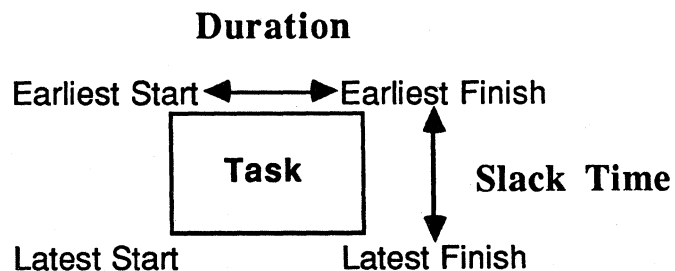 Duration
Earliest Start Earliest Finish
Task
Slack Time
Latest Start Latest Finish